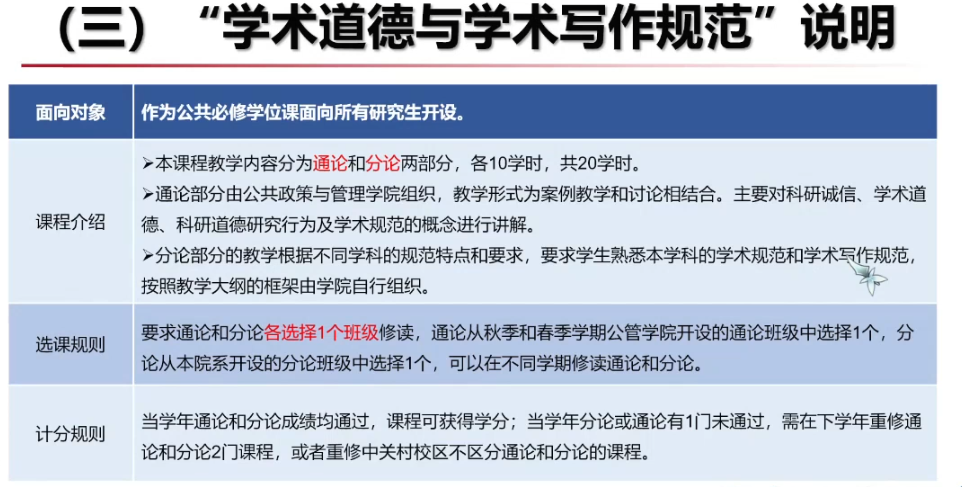 （三）“学术道德与学术写作规范”说明
面向对象
作为公共必修学位课面向所有研究生开设。
课程介绍
➢本课程教学内容分为通论和分论两部分，各10学时，共20学时。
➢通论部分由公共政策与管理学院组织，教学形式为案例教学和讨论相结合。主要对科研诚信、学术道
德、科研道德研究行为及学术规范的概念进行讲解。
➢分论部分的教学根据不同学科的规范特点和要求，要求学生熟悉本学科的学术规范和学术写作规范，
按照教学大纲的框架由学院自行组织。
选课规则
要求通论和分论各选择1个班级修读，通论从秋季和春季学期公管学院开设的通论班级中选择1个，分
论从本院系开设的分论班级中选择1个，可以在不同学期修读通论和分论。
计分规则
当学年通论和分论成绩均通过，课程可获得学分；当学年分论或通论有1门未通过，需在下学年重修通
论和分论2门课程，或者重修中关村校区不区分通论和分论的课程。